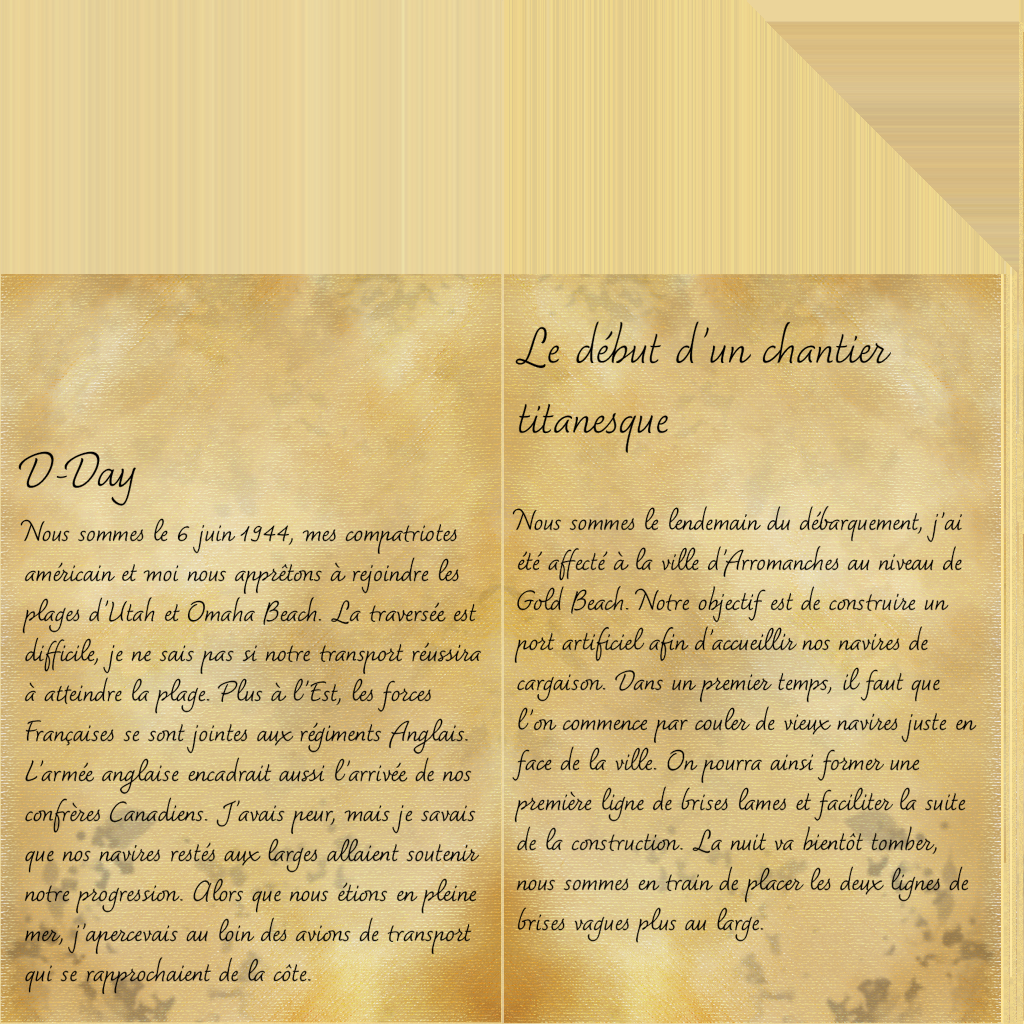 D-Day
Nous sommes le 6 juin 1944, mes compatriotes
américain et moi nous apprêtons à rejoindre les
plages d'Utah et Omaha Beach. La traversée est
difficile, je ne sais pas si notre transport réussira
à atteindre la plage. Plus à l'Est, les forces
Françaises se sont jointes aux régiments Anglais.
L'armée anglaise encadrait aussi l'arrivée de nos
confrères Canadiens. J'avais peur, mais je savais
que nos navires restés aux larges allaient soutenir
notre progression. Alors que nous étions en pleine
mer, j'apercevais au loin des avions de transport
qui se rapprochaient de la côte.
Le début d'un chantier
titanesque
Nous sommes le lendemain du débarquement, j'ai
été affecté à la ville d'Arromanches au niveau de
Gold Beach. Notre objectif est de construire un
port artificiel afin d'accueillir nos navires de
cargaison. Dans un premier temps, il faut que
l'on commence par couler de vieux navires juste en
face de la ville. On pourra ainsi former une
première ligne de brises lames et faciliter la suite
de la construction. La nuit va bientôt tomber,
nous sommes en train de placer les deux lignes de
brises vagues plus au large.